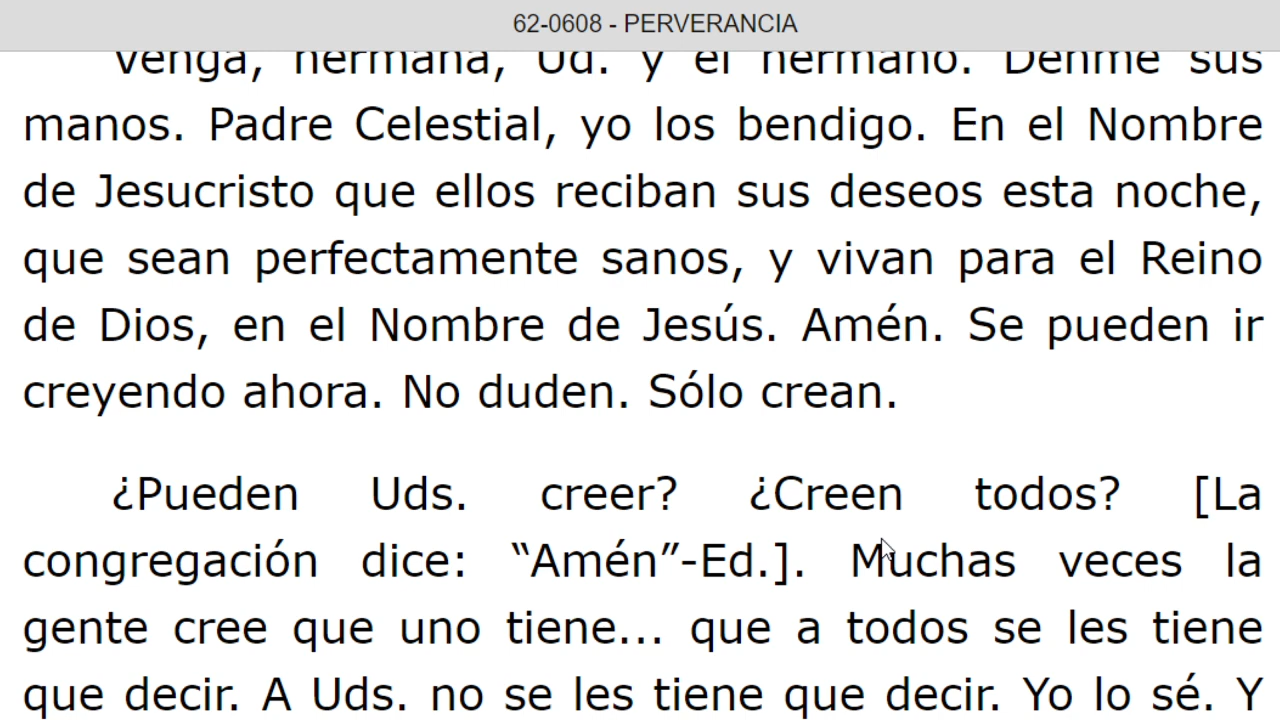 62-0608 - PERVERANCIA
Venga, hermana, Ud. y el hermano. Denme sus
manos. Padre Celestial, yo los bendigo. En el Nombre
de Jesucristo que ellos reciban sus deseos esta noche,
que sean perfectamente sanos, y vivan para el Reino
de Dios, en el Nombre de Jesús. Amén. Se pueden ir
creyendo ahora. No duden. Sólo crean.
¿Pueden Uds. creer? ¿Creen todos? [La
congregación dice: “Amén”-Ed.]. Muchas veces la
gente cree que uno tiene... que a todos se les tiene
que decir. A Uds. no se les tiene que decir. Yo lo sé. Y